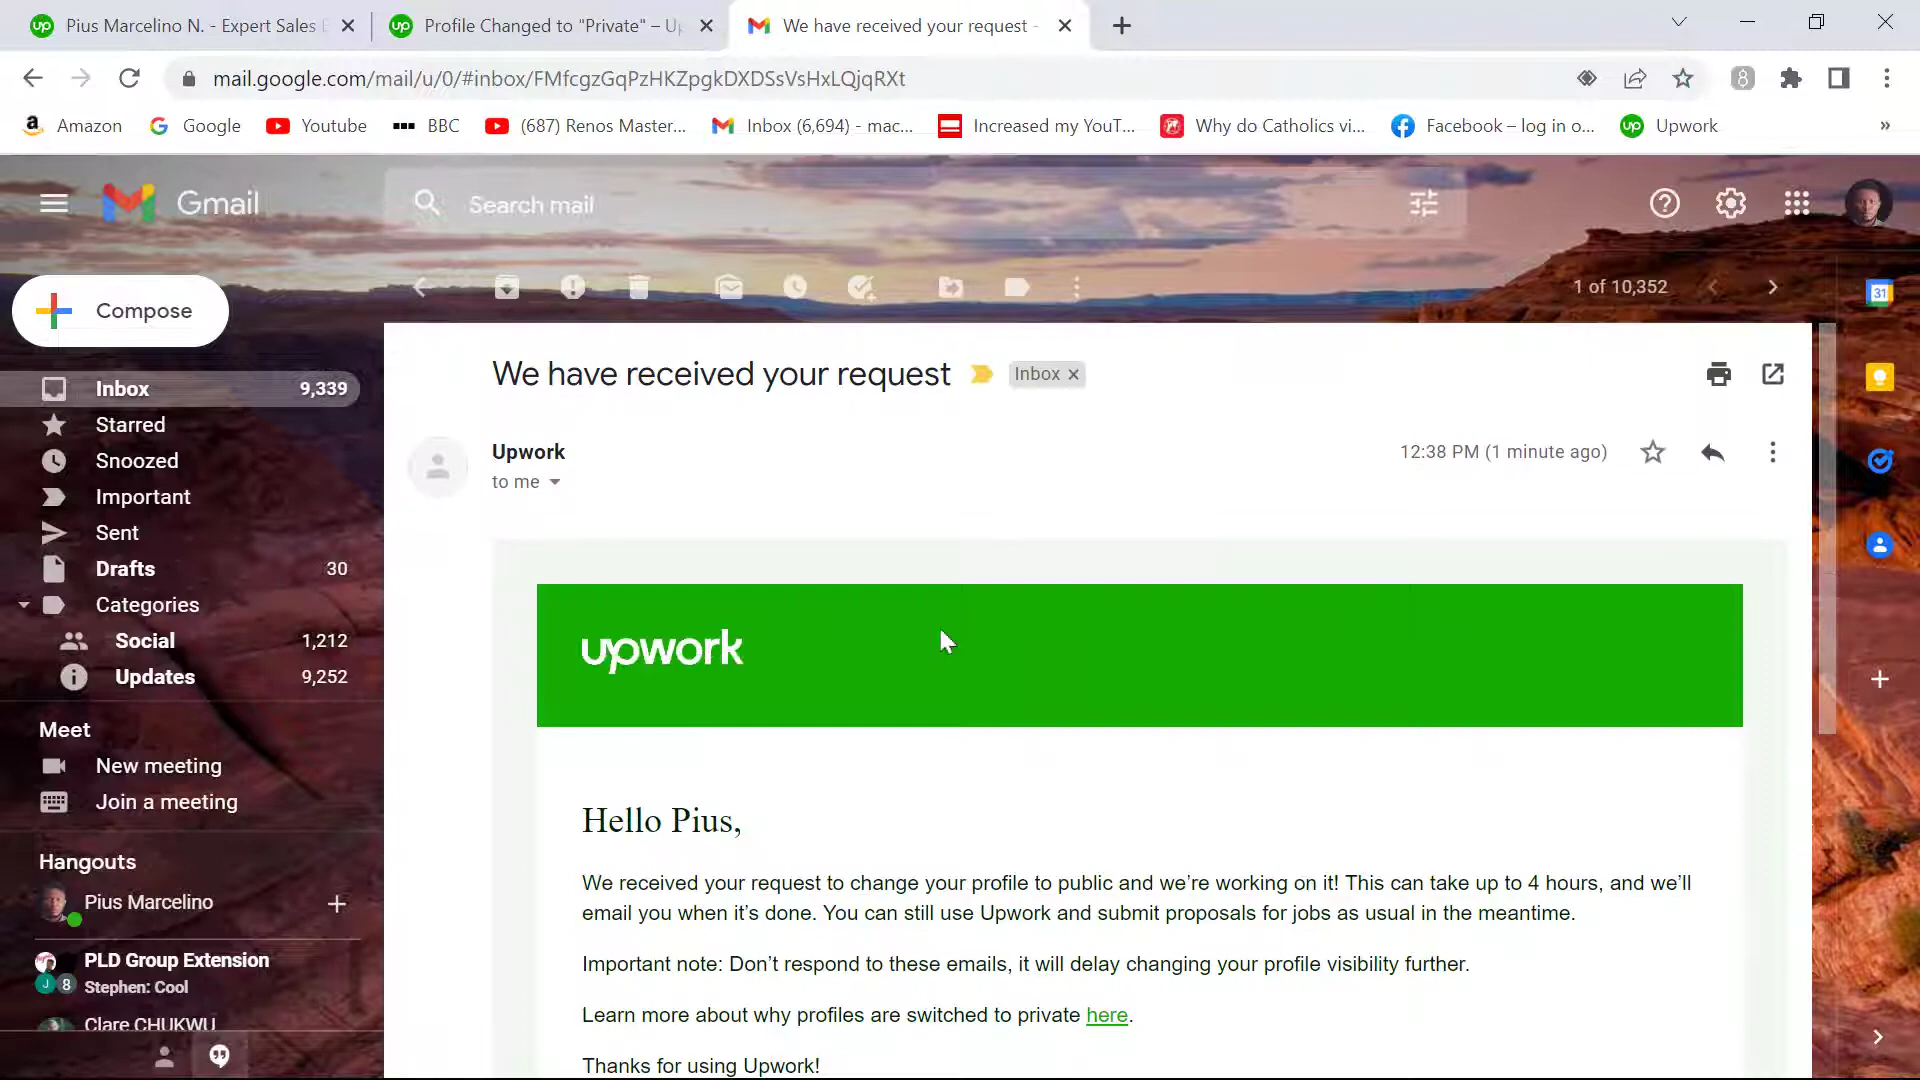 Pius Marcelino N. - Expert Sales
Profile Changed to "Private" – Up
We have received your request -
mail.google.com/mail/u/0/#inbox/FMfcgzGqPzHKZpgkDXDSsVsHxLQjqRXt
8
Amazon
Google
Youtube
BBC
(687) Renos Master...
Inbox (6,694) - mac...
Increased my YouT...
Why do Catholics vi...
Facebook – log in o...
Upwork
»
Gmail
Search mail
Compose
1 of 10,352
31
Inbox 9,339
Starred
Snoozed
Important
Sent
Drafts 30
Categories
Social 1,212
Updates 9,252
Meet
New meeting
Join a meeting
Hangouts
Pius Marcelino
PLD Group Extension
J 8 Stephen: Cool
Clare CHUKWU
We have received your request
Inbox ×
Upwork
12:38 PM (1 minute ago)
to me
upwork
Hello Pius,
We received your request to change your profile to public and we’re working on it! This can take up to 4 hours, and we’ll
email you when it’s done. You can still use Upwork and submit proposals for jobs as usual in the meantime.
Important note: Don’t respond to these emails, it will delay changing your profile visibility further.
Learn more about why profiles are switched to private here.
Thanks for using Upwork!